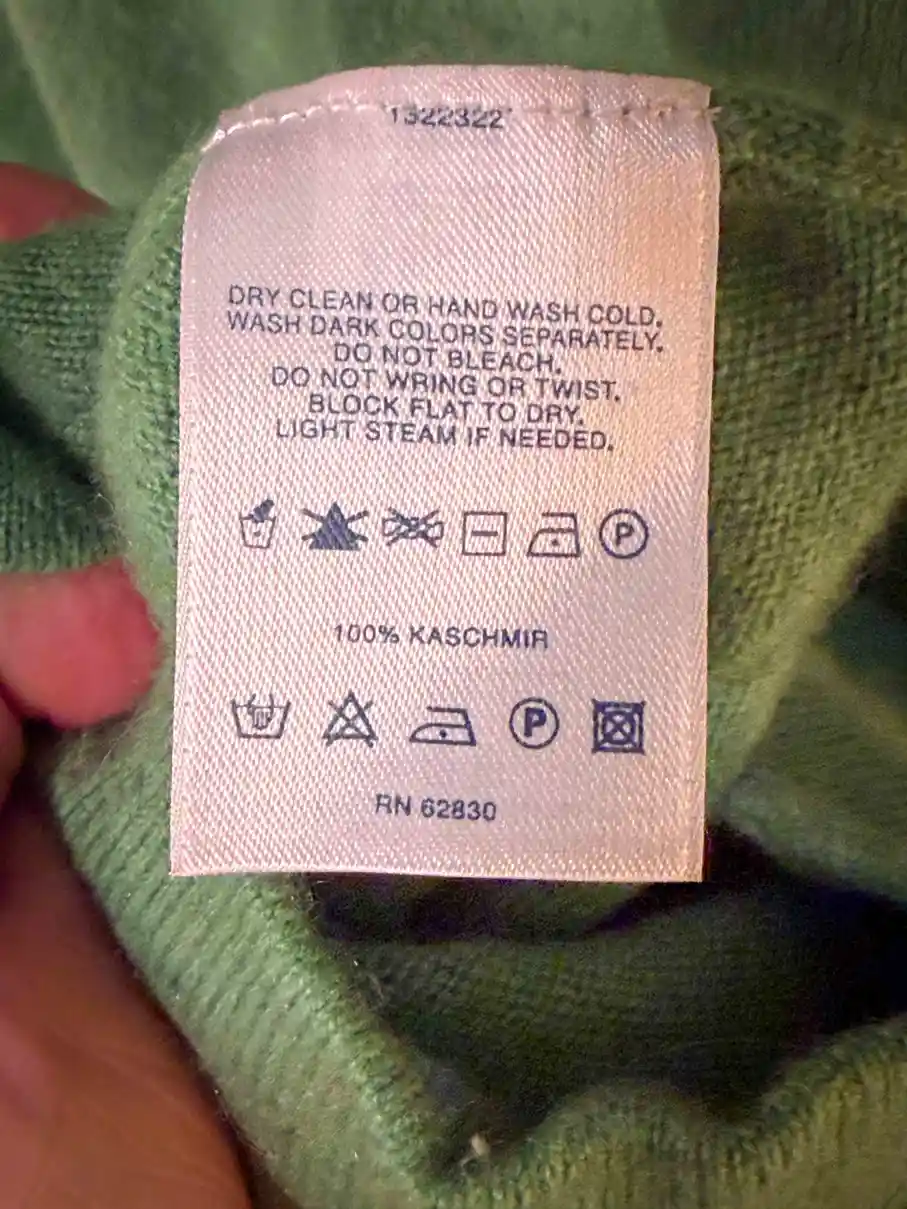 1322322
DRY CLEAN OR HAND WASH COLD.
WASH DARK COLORS SEPARATELY.
DO NOT BLEACH.
DO NOT WRING OR TWIST.
BLOCK FLAT TO DRY.
LIGHT STEAM IF NEEDED.
P
100% KASCHMIR
P
RN 62830